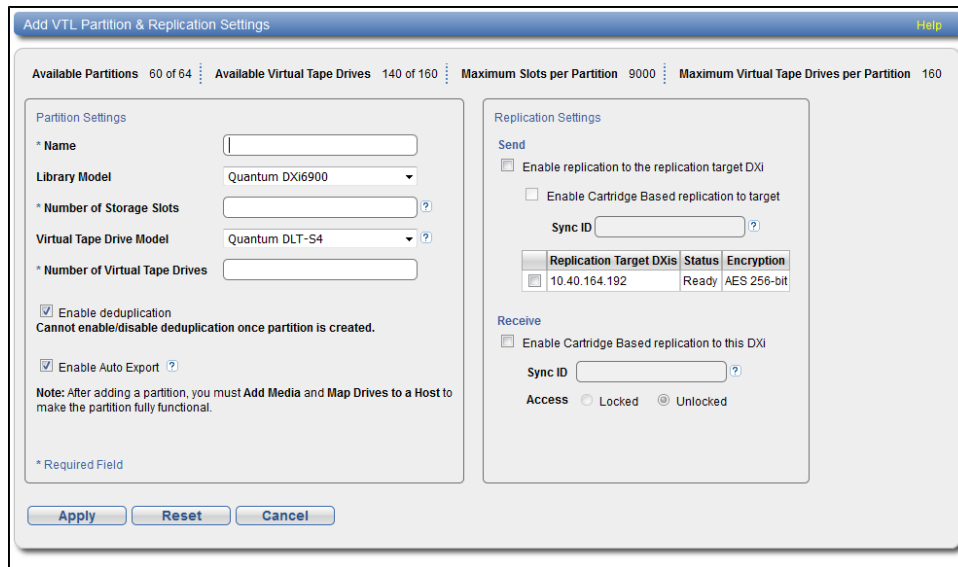 Add VTL Partition & Replication Settings
Help
Available Partitions 60 of 64 Available Virtual Tape Drives 140 of 160 Maximum Slots per Partition 9000 Maximum Virtual Tape Drives per Partition 160
Partition Settings
* Name
Library Model Quantum DXi6900
* Number of Storage Slots ?
Virtual Tape Drive Model Quantum DLT-S4 ?
* Number of Virtual Tape Drives
Enable deduplication
Cannot enable/disable deduplication once partition is created.
Enable Auto Export ?
Note: After adding a partition, you must Add Media and Map Drives to a Host to
make the partition fully functional.
* Required Field
Replication Settings
Send
Enable replication to the replication target DXi
Enable Cartridge Based replication to target
Sync ID ?
Replication Target DXis Status Encryption
10.40.164.192 Ready AES 256-bit
Receive
Enable Cartridge Based replication to this DXi
Sync ID ?
Access Locked Unlocked
Apply Reset Cancel